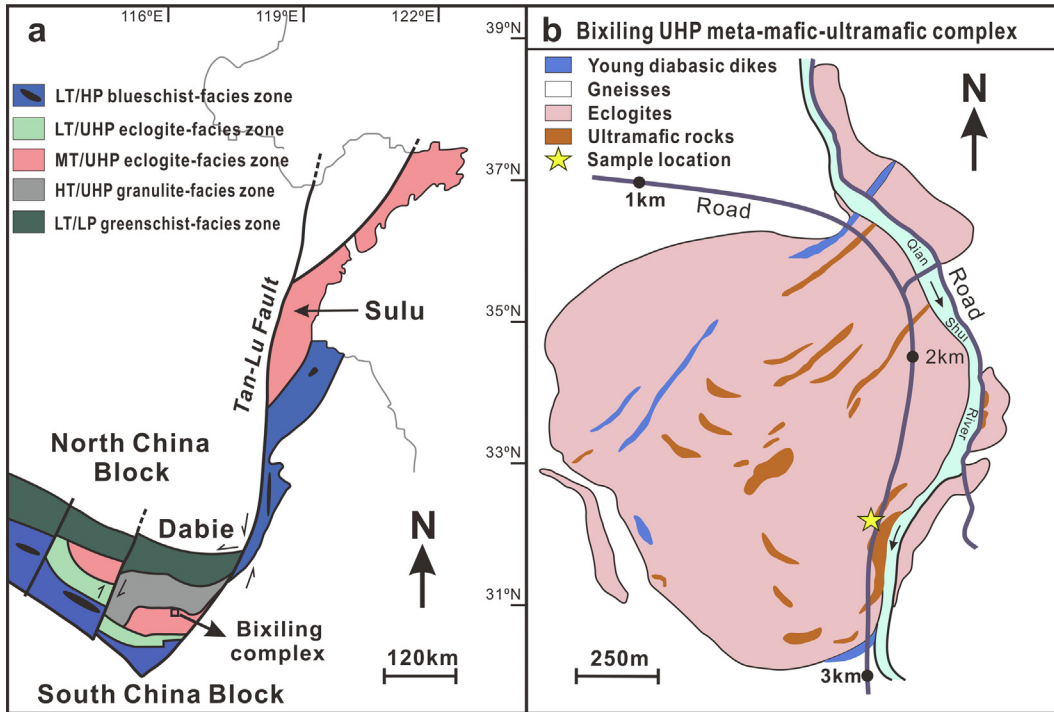 116ºE
119ºE
122ºE
a
39ºN
37ºN
35ºN
33ºN
31ºN
LT/HP blueschist-facies zone
LT/UHP eclogite-facies zone
MT/UHP eclogite-facies zone
HT/UHP granulite-facies zone
LT/LP greenschist-facies zone
Tan-Lu Fault
Sulu
North China
Block
Dabie
N
Bixiling
complex
120km
South China Block
b Bixiling UHP meta-mafic-ultramafic complex
Young diabasic dikes
Gneisses
Eclogites
Ultramafic rocks
Sample location
N
1km
Road
Qian
Road
Shui
2km
River
250m
3km